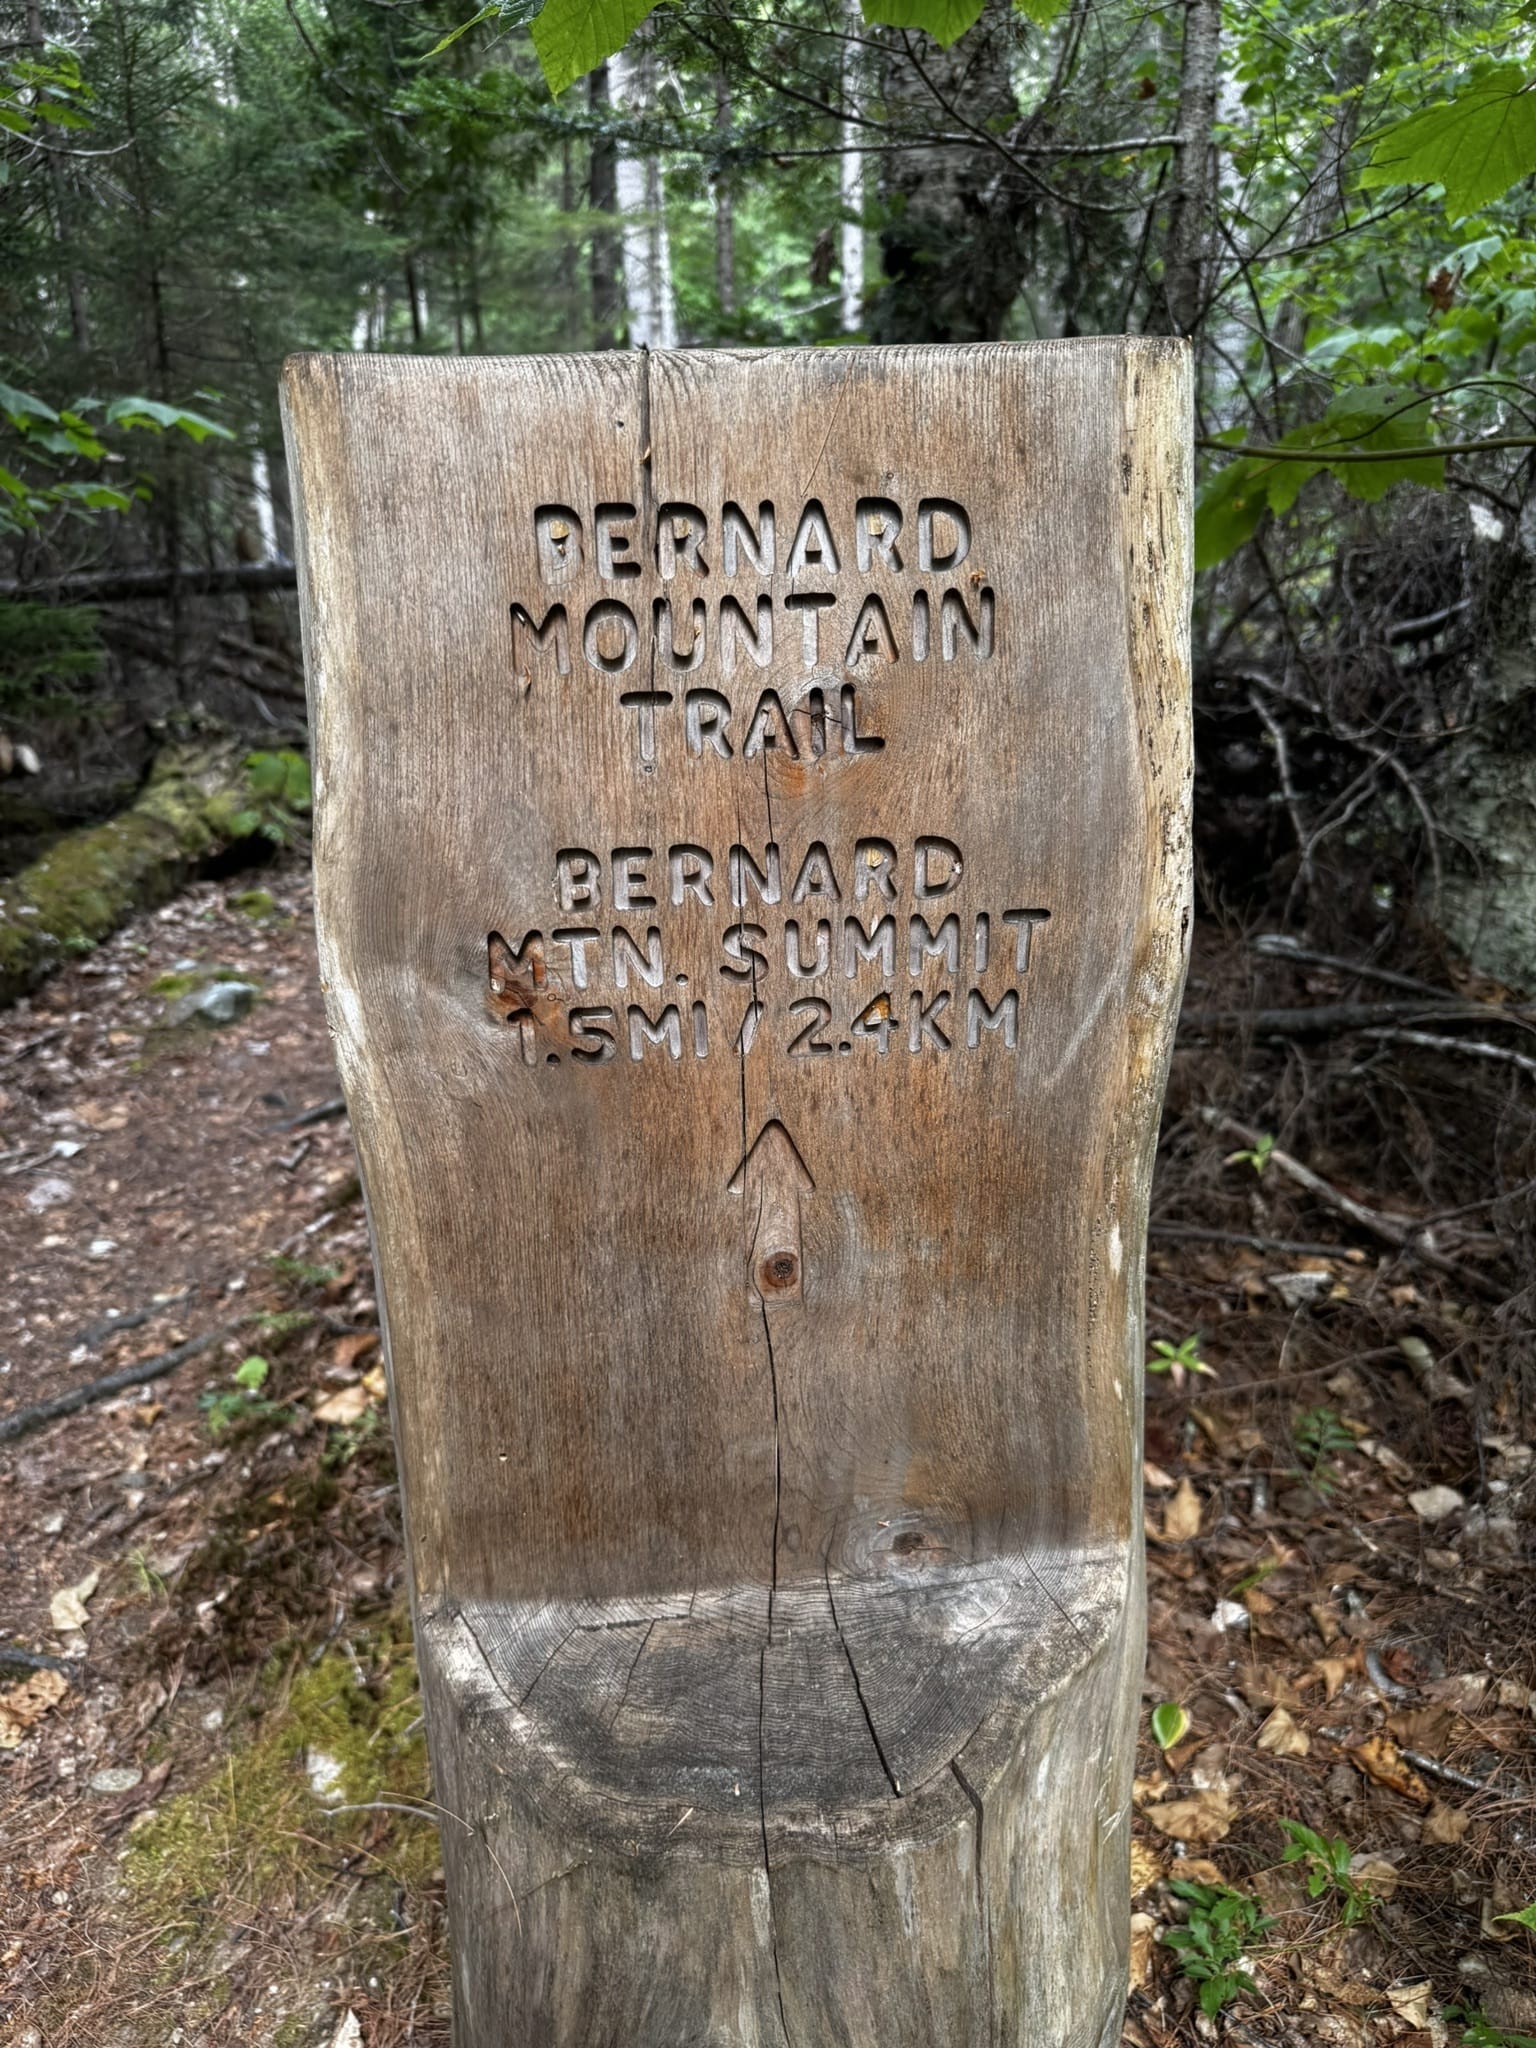 BERNARD
MOUNTAIN
TRAIL
BERNARD
MTN. SUMMIT
1.5MI / 2.4KM